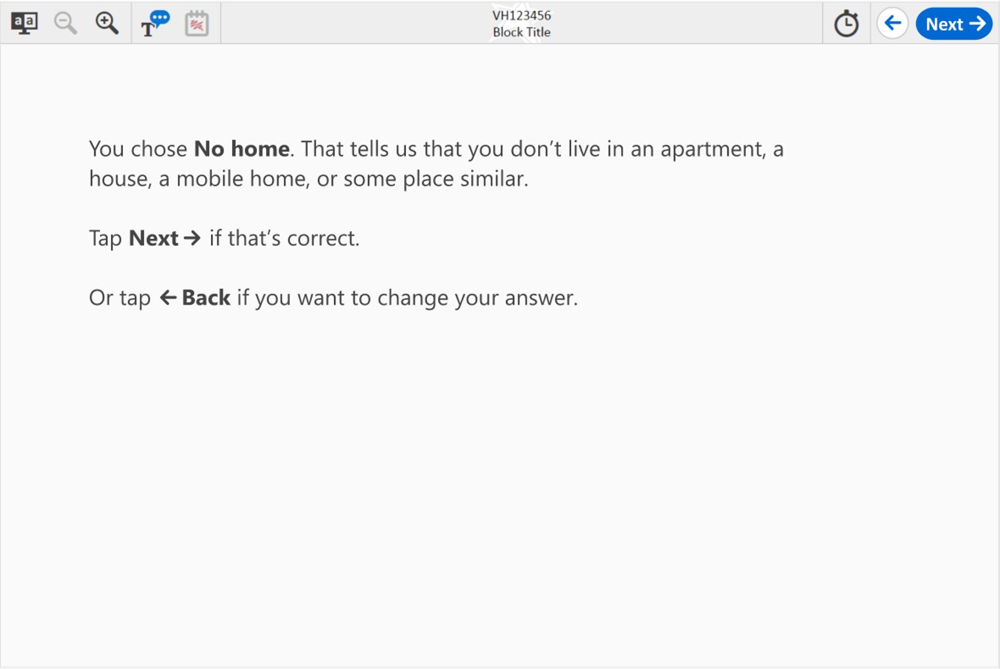 aa
T
VH123456
Block Title
Next →
You chose No home. That tells us that you don’t live in an apartment, a
house, a mobile home, or some place similar.
Tap Next → if that’s correct.
Or tap ← Back if you want to change your answer.